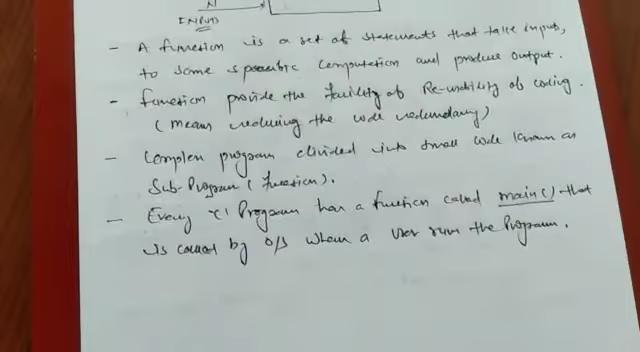 N
INPUTS
- A function is a set of statements that take inputs,
to some specific computation and produce output.
- function provide the facility of Re-usability of coding.
(means reducing the code redundancy)
- Complex program divided into small code known as
Sub-Program (function).
- Every 'C' Program has a function called main() that
is called by o/s when a user run the Program.